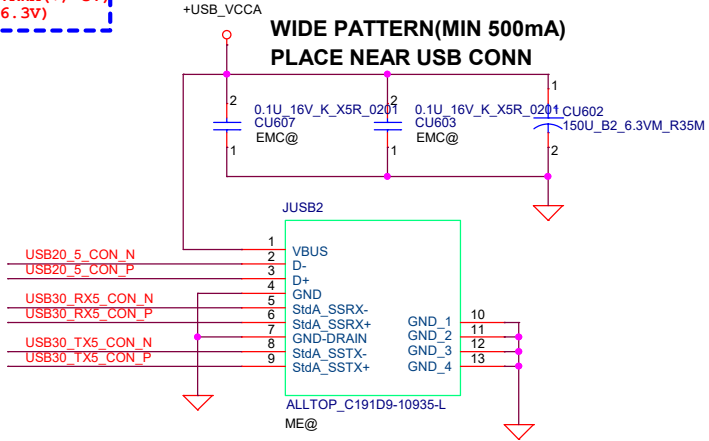 6.3V)
+USB_VCCA
WIDE PATTERN(MIN 500mA)
PLACE NEAR USB CONN
2
0.1U_16V_K_X5R_0201
CU607
EMC@
1
2
0.1U_16V_K_X5R_0201
CU603
EMC@
1
1
CU602
150U_B2_6.3VM_R35M
2
JUSB2
1
VBUS
USB20_5_CON_N
2
D-
USB20_5_CON_P
3
D+
4
GND
USB30_RX5_CON_N
5
StdA_SSRX-
USB30_RX5_CON_P
6
StdA_SSRX+
7
GND-DRAIN
USB30_TX5_CON_N
8
StdA_SSTX-
USB30_TX5_CON_P
9
StdA_SSTX+
GND_1
10
GND_2
11
GND_3
12
GND_4
13
ALLTOP_C191D9-10935-L
ME@